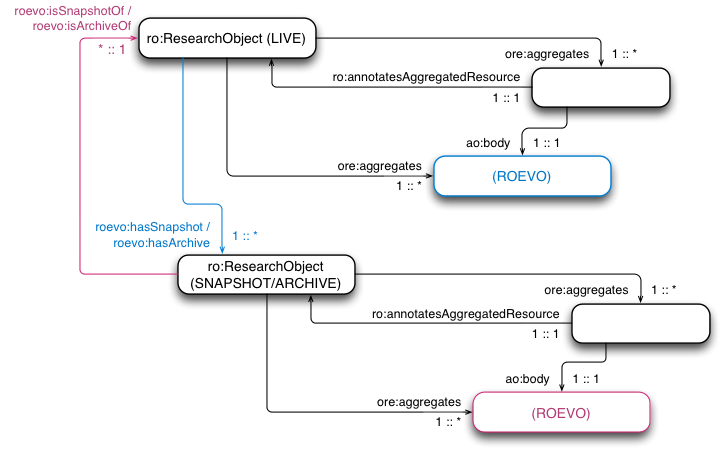 roevo:isSnapshotOf /
roevo:isArchiveOf
* :: 1
ro:ResearchObject (LIVE)
ore:aggregates
1 :: *
ro:annotatesAggregatedResource
1 :: 1
ao:body
1 :: 1
ore:aggregates
1 :: *
(ROEVO)
roevo:hasSnapshot /
roevo:hasArchive
1 :: *
ro:ResearchObject
(SNAPSHOT/ARCHIVE)
ore:aggregates
1 :: *
ro:annotatesAggregatedResource
1 :: 1
ao:body
1 :: 1
ore:aggregates
1 :: *
(ROEVO)